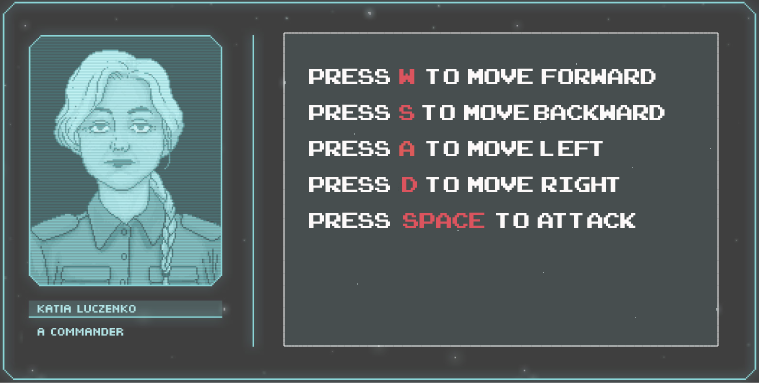 PRESS W TO MOVE FORWARD
PRESS S TO MOVE BACKWARD
PRESS A TO MOVE LEFT
PRESS D TO MOVE RIGHT
PRESS SPACE TO ATTACK
KATIA LUCZENKO
A COMMANDER